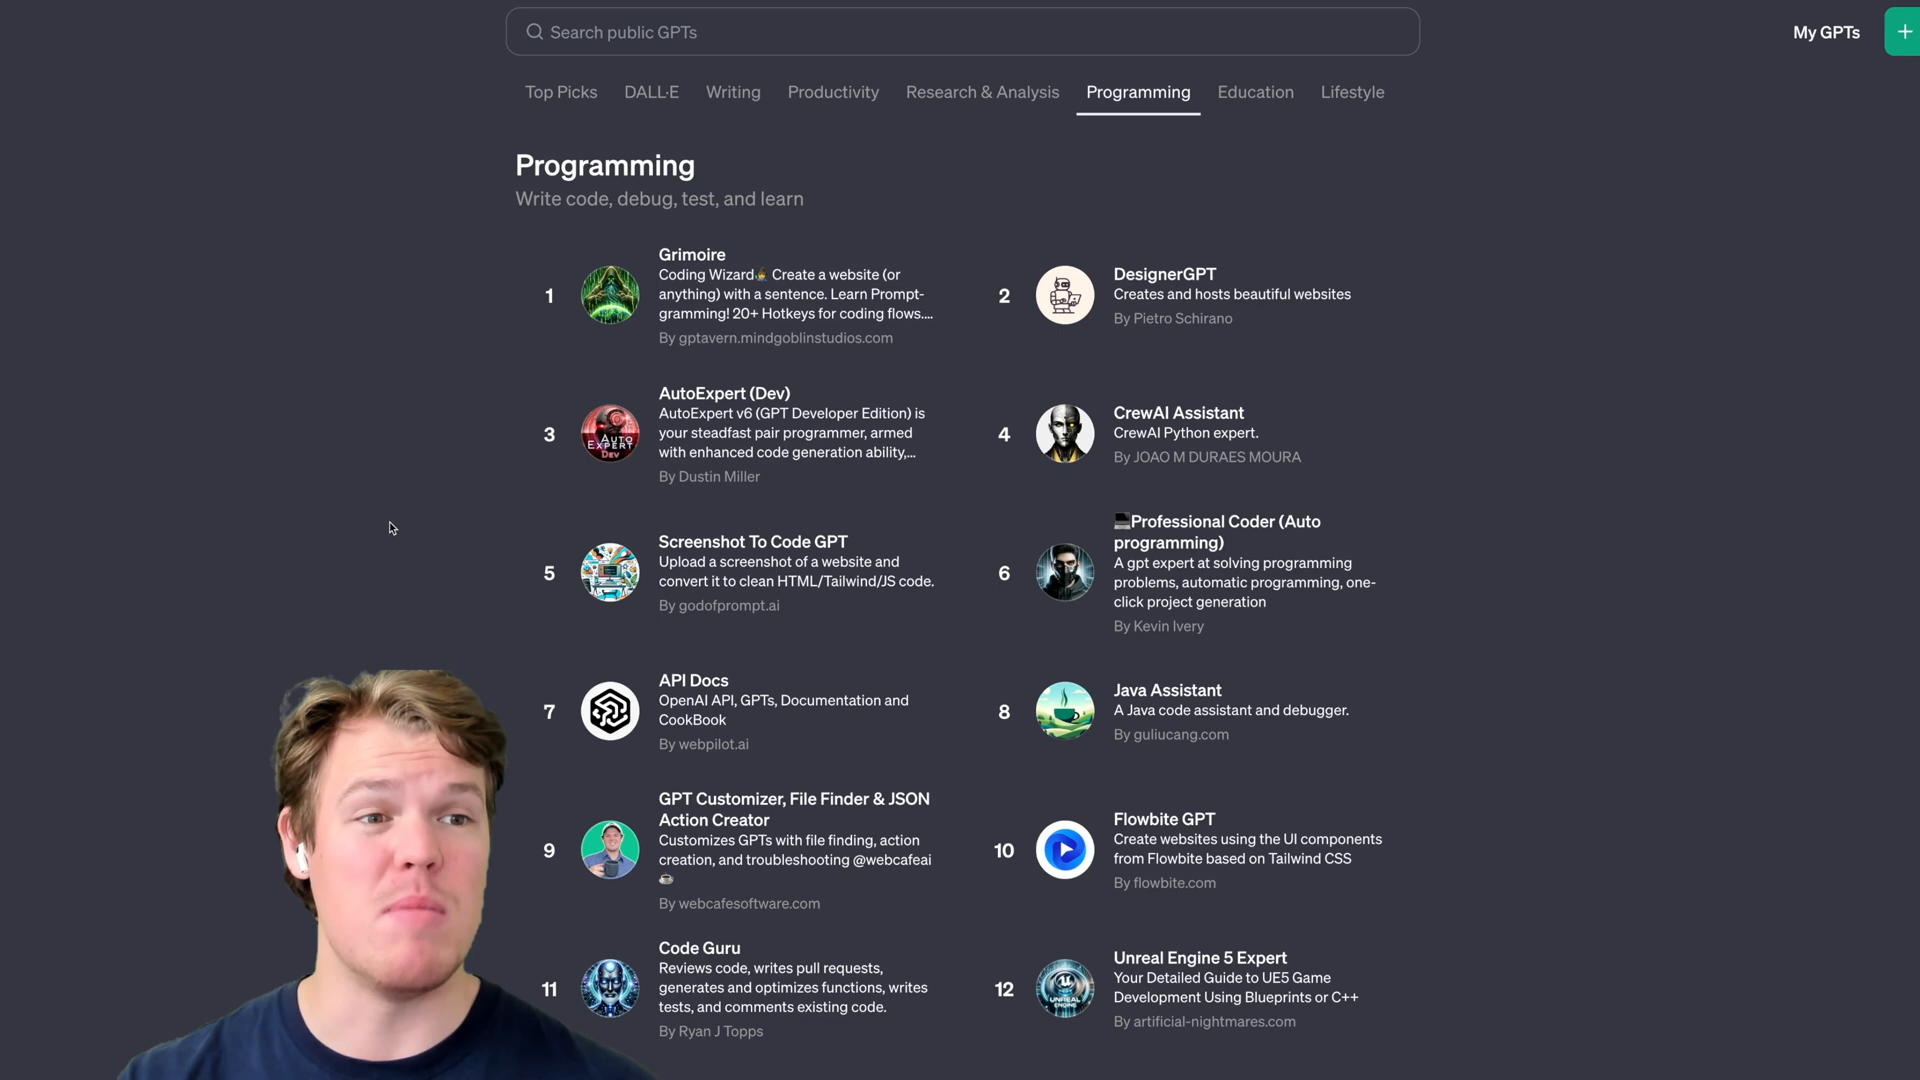 Search public GPTs
My GPTs
Top Picks
DALL·E
Writing
Productivity
Research & Analysis
Programming
Education
Lifestyle
Programming
Write code, debug, test, and learn
1
Grimoire
Coding Wizard🧙‍♂️ Create a website (or
anything) with a sentence. Learn Prompt-
gramming! 20+ Hotkeys for coding flows....
By gptavern.mindgoblinstudios.com
2
DesignerGPT
Creates and hosts beautiful websites
By Pietro Schirano
3
AUTO
EXPERT
DEV
AutoExpert (Dev)
AutoExpert v6 (GPT Developer Edition) is
your steadfast pair programmer, armed
with enhanced code generation ability,...
By Dustin Miller
4
CrewAI Assistant
CrewAI Python expert.
By JOAO M DURAES MOURA
5
Screenshot To Code GPT
Upload a screenshot of a website and
convert it to clean HTML/Tailwind/JS code.
By godofprompt.ai
6
💻Professional Coder (Auto
programming)
A gpt expert at solving programming
problems, automatic programming, one-
click project generation
By Kevin Ivery
7
API Docs
OpenAI API, GPTs, Documentation and
CookBook
By webpilot.ai
8
Java Assistant
A Java code assistant and debugger.
By guliucang.com
9
GPT Customizer, File Finder & JSON
Action Creator
Customizes GPTs with file finding, action
creation, and troubleshooting @webcafeai
☕
By webcafesoftware.com
10
Flowbite GPT
Create websites using the UI components
from Flowbite based on Tailwind CSS
By flowbite.com
11
Code Guru
Reviews code, writes pull requests,
generates and optimizes functions, writes
tests, and comments existing code.
By Ryan J Topps
12
UNREAL
ENGINE
Unreal Engine 5 Expert
Your Detailed Guide to UE5 Game
Development Using Blueprints or C++
By artificial-nightmares.com